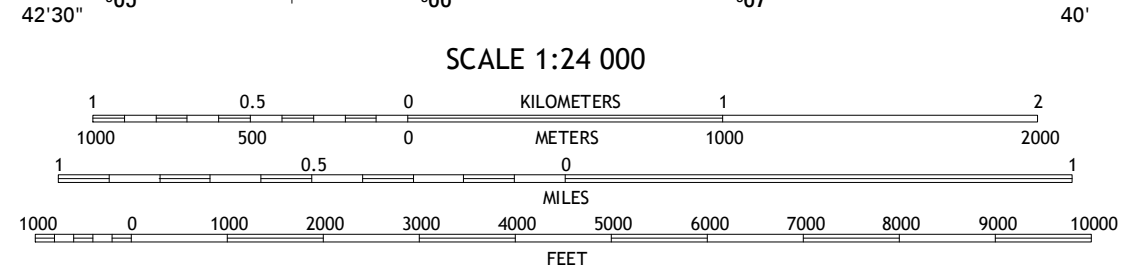 42'30" 40'
SCALE 1:24 000
1 0.5 0 KILOMETERS 1 2
1000 500 0 METERS 1000 2000
1 0.5 0 1
MILES
1000 0 1000 2000 3000 4000 5000 6000 7000 8000 9000 10000
FEET